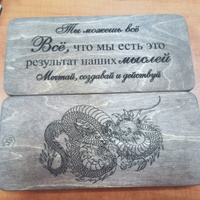 Ты можешь всё
Всё, что мы есть это
результат наших мыслей
Мечтай, создавай и действуй